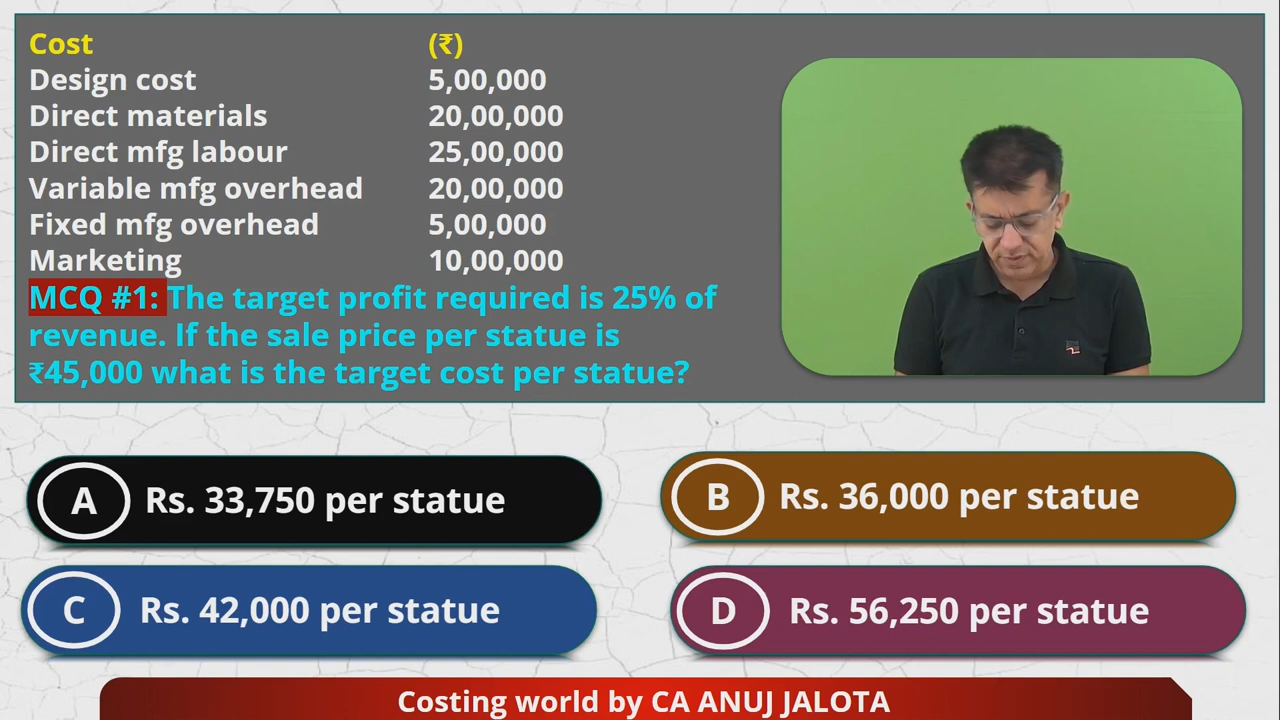 Cost (₹)
Design cost 5,00,000
Direct materials 20,00,000
Direct mfg labour 25,00,000
Variable mfg overhead 20,00,000
Fixed mfg overhead 5,00,000
Marketing 10,00,000
MCQ #1: The target profit required is 25% of
revenue. If the sale price per statue is
₹45,000 what is the target cost per statue?
A Rs. 33,750 per statue
B Rs. 36,000 per statue
C Rs. 42,000 per statue
D Rs. 56,250 per statue
Costing world by CA ANUJ JALOTA